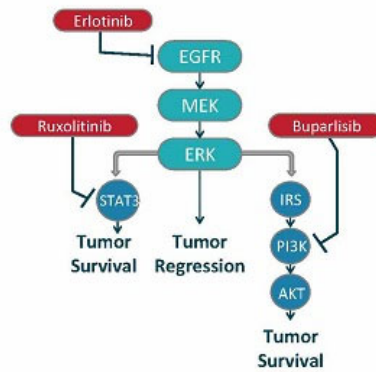 Erlotinib
EGFR
MEK
Ruxolitinib
Buparlisib
ERK
STAT3
IRS
Tumor
Survival
Tumor
Regression
PI3K
AKT
Tumor
Survival